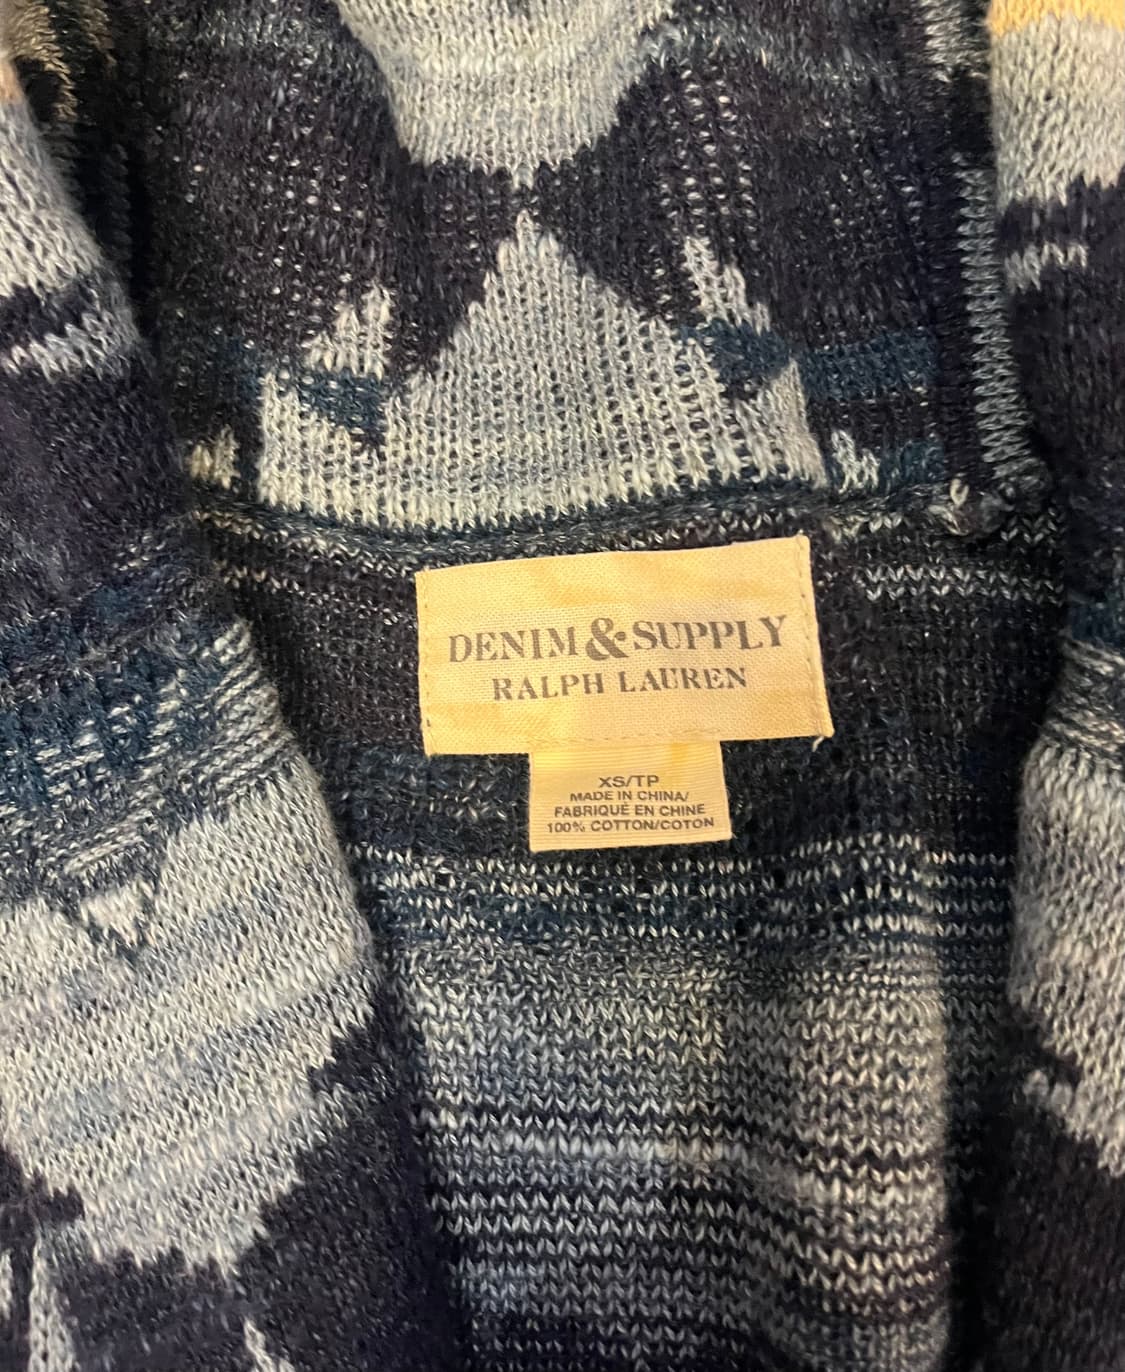 DENIM & SUPPLY
RALPH LAUREN
XS/TP
MADE IN CHINA/
FABRIQUÉ EN CHINE
100% COTTON/COTON